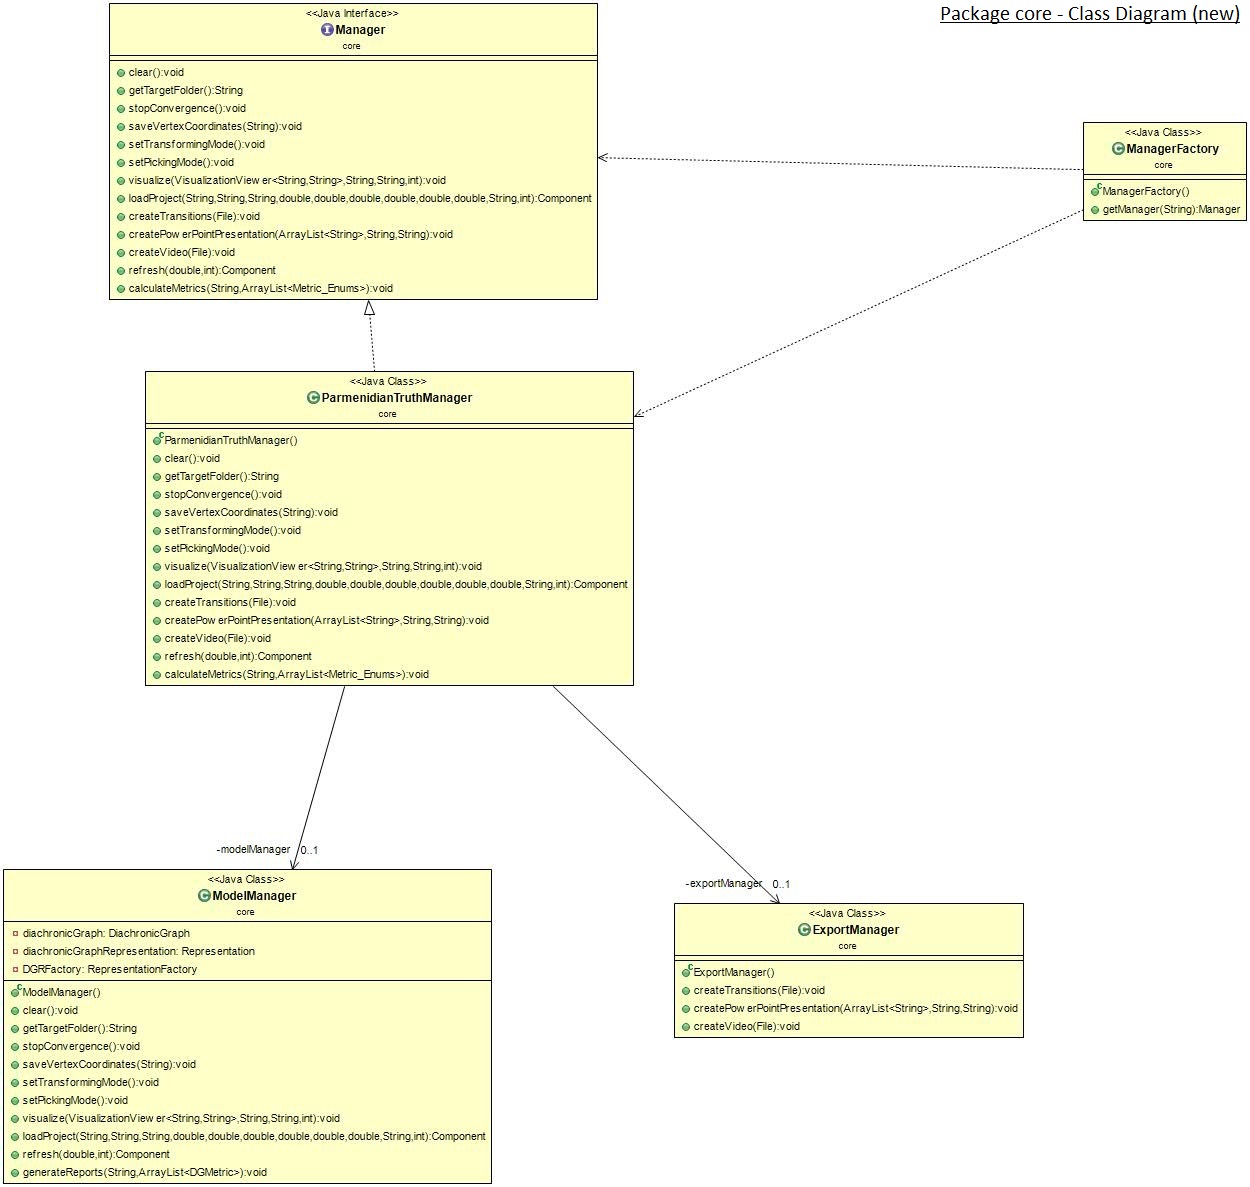 Package core - Class Diagram (new)
<<Java Interface>>
Manager
core
clear():void
getTargetFolder():String
stopConvergence():void
saveVertexCoordinates(String):void
setTransformingMode():void
setPickingMode():void
visualize(VisualizationView er<String,String>,String,String,int):void
loadProject(String,String,String,double,double,double,double,double,double,String,int):Component
createTransitions(File):void
createPow erPointPresentation(ArrayList<String>,String,String):void
createVideo(File):void
refresh(double,int):Component
calculateMetrics(String,ArrayList<Metric_Enums>):void
<<Java Class>>
ManagerFactory
core
ManagerFactory()
getManager(String):Manager
<<Java Class>>
ParmenidianTruthManager
core
ParmenidianTruthManager()
clear():void
getTargetFolder():String
stopConvergence():void
saveVertexCoordinates(String):void
setTransformingMode():void
setPickingMode():void
visualize(VisualizationView er<String,String>,String,String,int):void
loadProject(String,String,String,double,double,double,double,double,double,String,int):Component
createTransitions(File):void
createPow erPointPresentation(ArrayList<String>,String,String):void
createVideo(File):void
refresh(double,int):Component
calculateMetrics(String,ArrayList<Metric_Enums>):void
-modelManager 0..1
<<Java Class>>
ModelManager
core
diachronicGraph: DiachronicGraph
diachronicGraphRepresentation: Representation
DGRFactory: RepresentationFactory
ModelManager()
clear():void
getTargetFolder():String
stopConvergence():void
saveVertexCoordinates(String):void
setTransformingMode():void
setPickingMode():void
visualize(VisualizationView er<String,String>,String,String,int):void
loadProject(String,String,String,double,double,double,double,double,double,String,int):Component
refresh(double,int):Component
generateReports(String,ArrayList<DGMetric>):void
-exportManager 0..1
<<Java Class>>
ExportManager
core
ExportManager()
createTransitions(File):void
createPow erPointPresentation(ArrayList<String>,String,String):void
createVideo(File):void